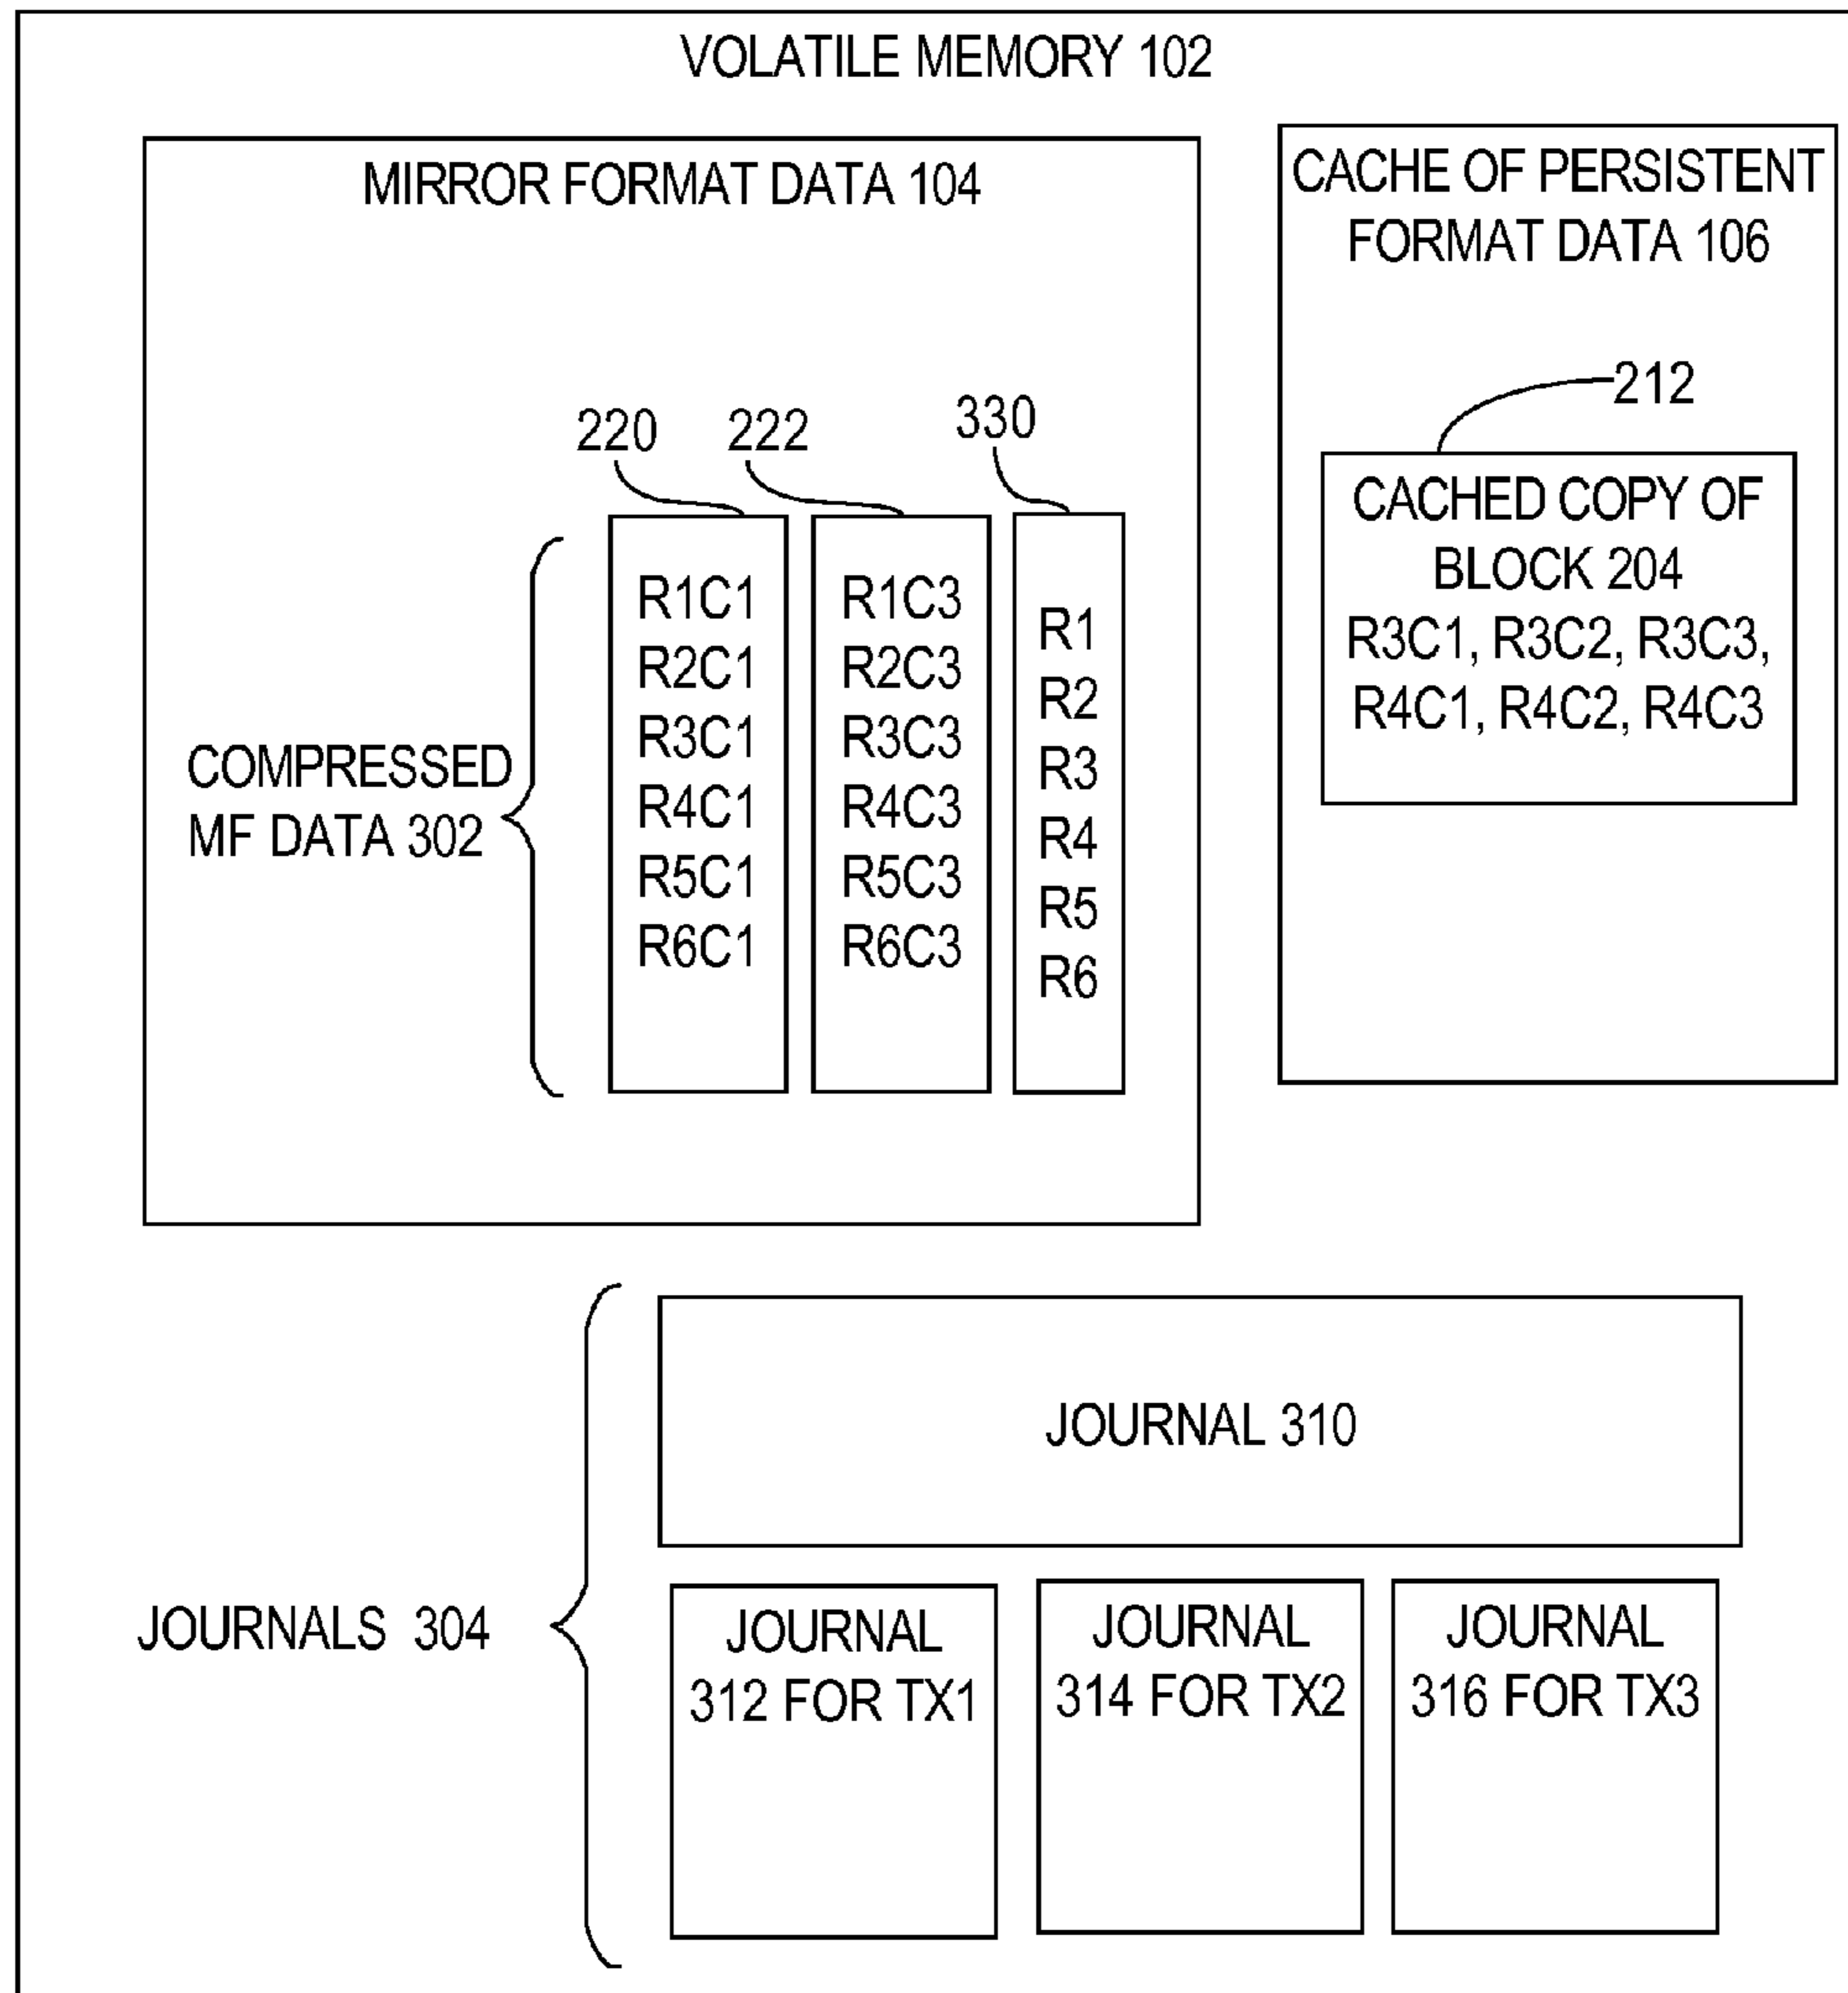 VOLATILE MEMORY 102
MIRROR FORMAT DATA 104
220
222
330
COMPRESSED
MF DATA 302
R1C1
R2C1
R3C1
R4C1
R5C1
R6C1
R1C3
R2C3
R3C3
R4C3
R5C3
R6C3
R1
R2
R3
R4
R5
R6
CACHE OF PERSISTENT
FORMAT DATA 106
212
CACHED COPY OF
BLOCK 204
R3C1, R3C2, R3C3,
R4C1, R4C2, R4C3
JOURNALS 304
JOURNAL 310
JOURNAL
312 FOR TX1
JOURNAL
314 FOR TX2
JOURNAL
316 FOR TX3